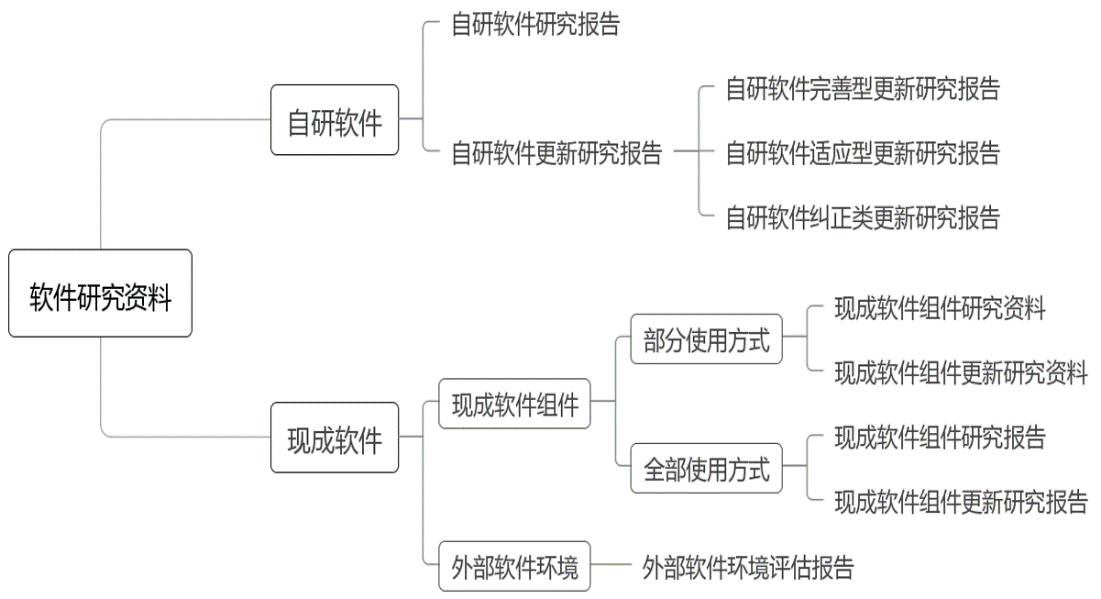 自研软件研究报告
自研软件
自研软件更新研究报告
自研软件完善型更新研究报告
自研软件适应型更新研究报告
自研软件纠正类更新研究报告
软件研究资料
现成软件
现成软件组件
部分使用方式
现成软件组件研究资料
现成软件组件更新研究资料
全部使用方式
现成软件组件研究报告
现成软件组件更新研究报告
外部软件环境
外部软件环境评估报告